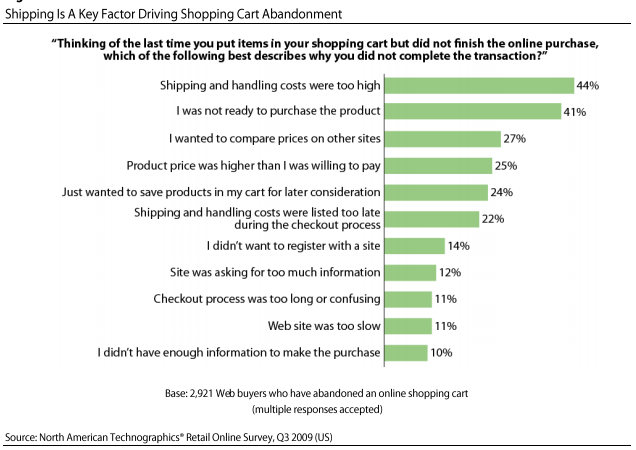 Shipping Is A Key Factor Driving Shopping Cart Abandonment
“Thinking of the last time you put items in your shopping cart but did not finish the online purchase,
which of the following best describes why you did not complete the transaction?”
Shipping and handling costs were too high 44%
I was not ready to purchase the product 41%
I wanted to compare prices on other sites 27%
Product price was higher than I was willing to pay 25%
Just wanted to save products in my cart for later consideration 24%
Shipping and handling costs were listed too late
during the checkout process 22%
I didn’t want to register with a site 14%
Site was asking for too much information 12%
Checkout process was too long or confusing 11%
Web site was too slow 11%
I didn’t have enough information to make the purchase 10%
Base: 2,921 Web buyers who have abandoned an online shopping cart
(multiple responses accepted)
Source: North American Technographics® Retail Online Survey, Q3 2009 (US)